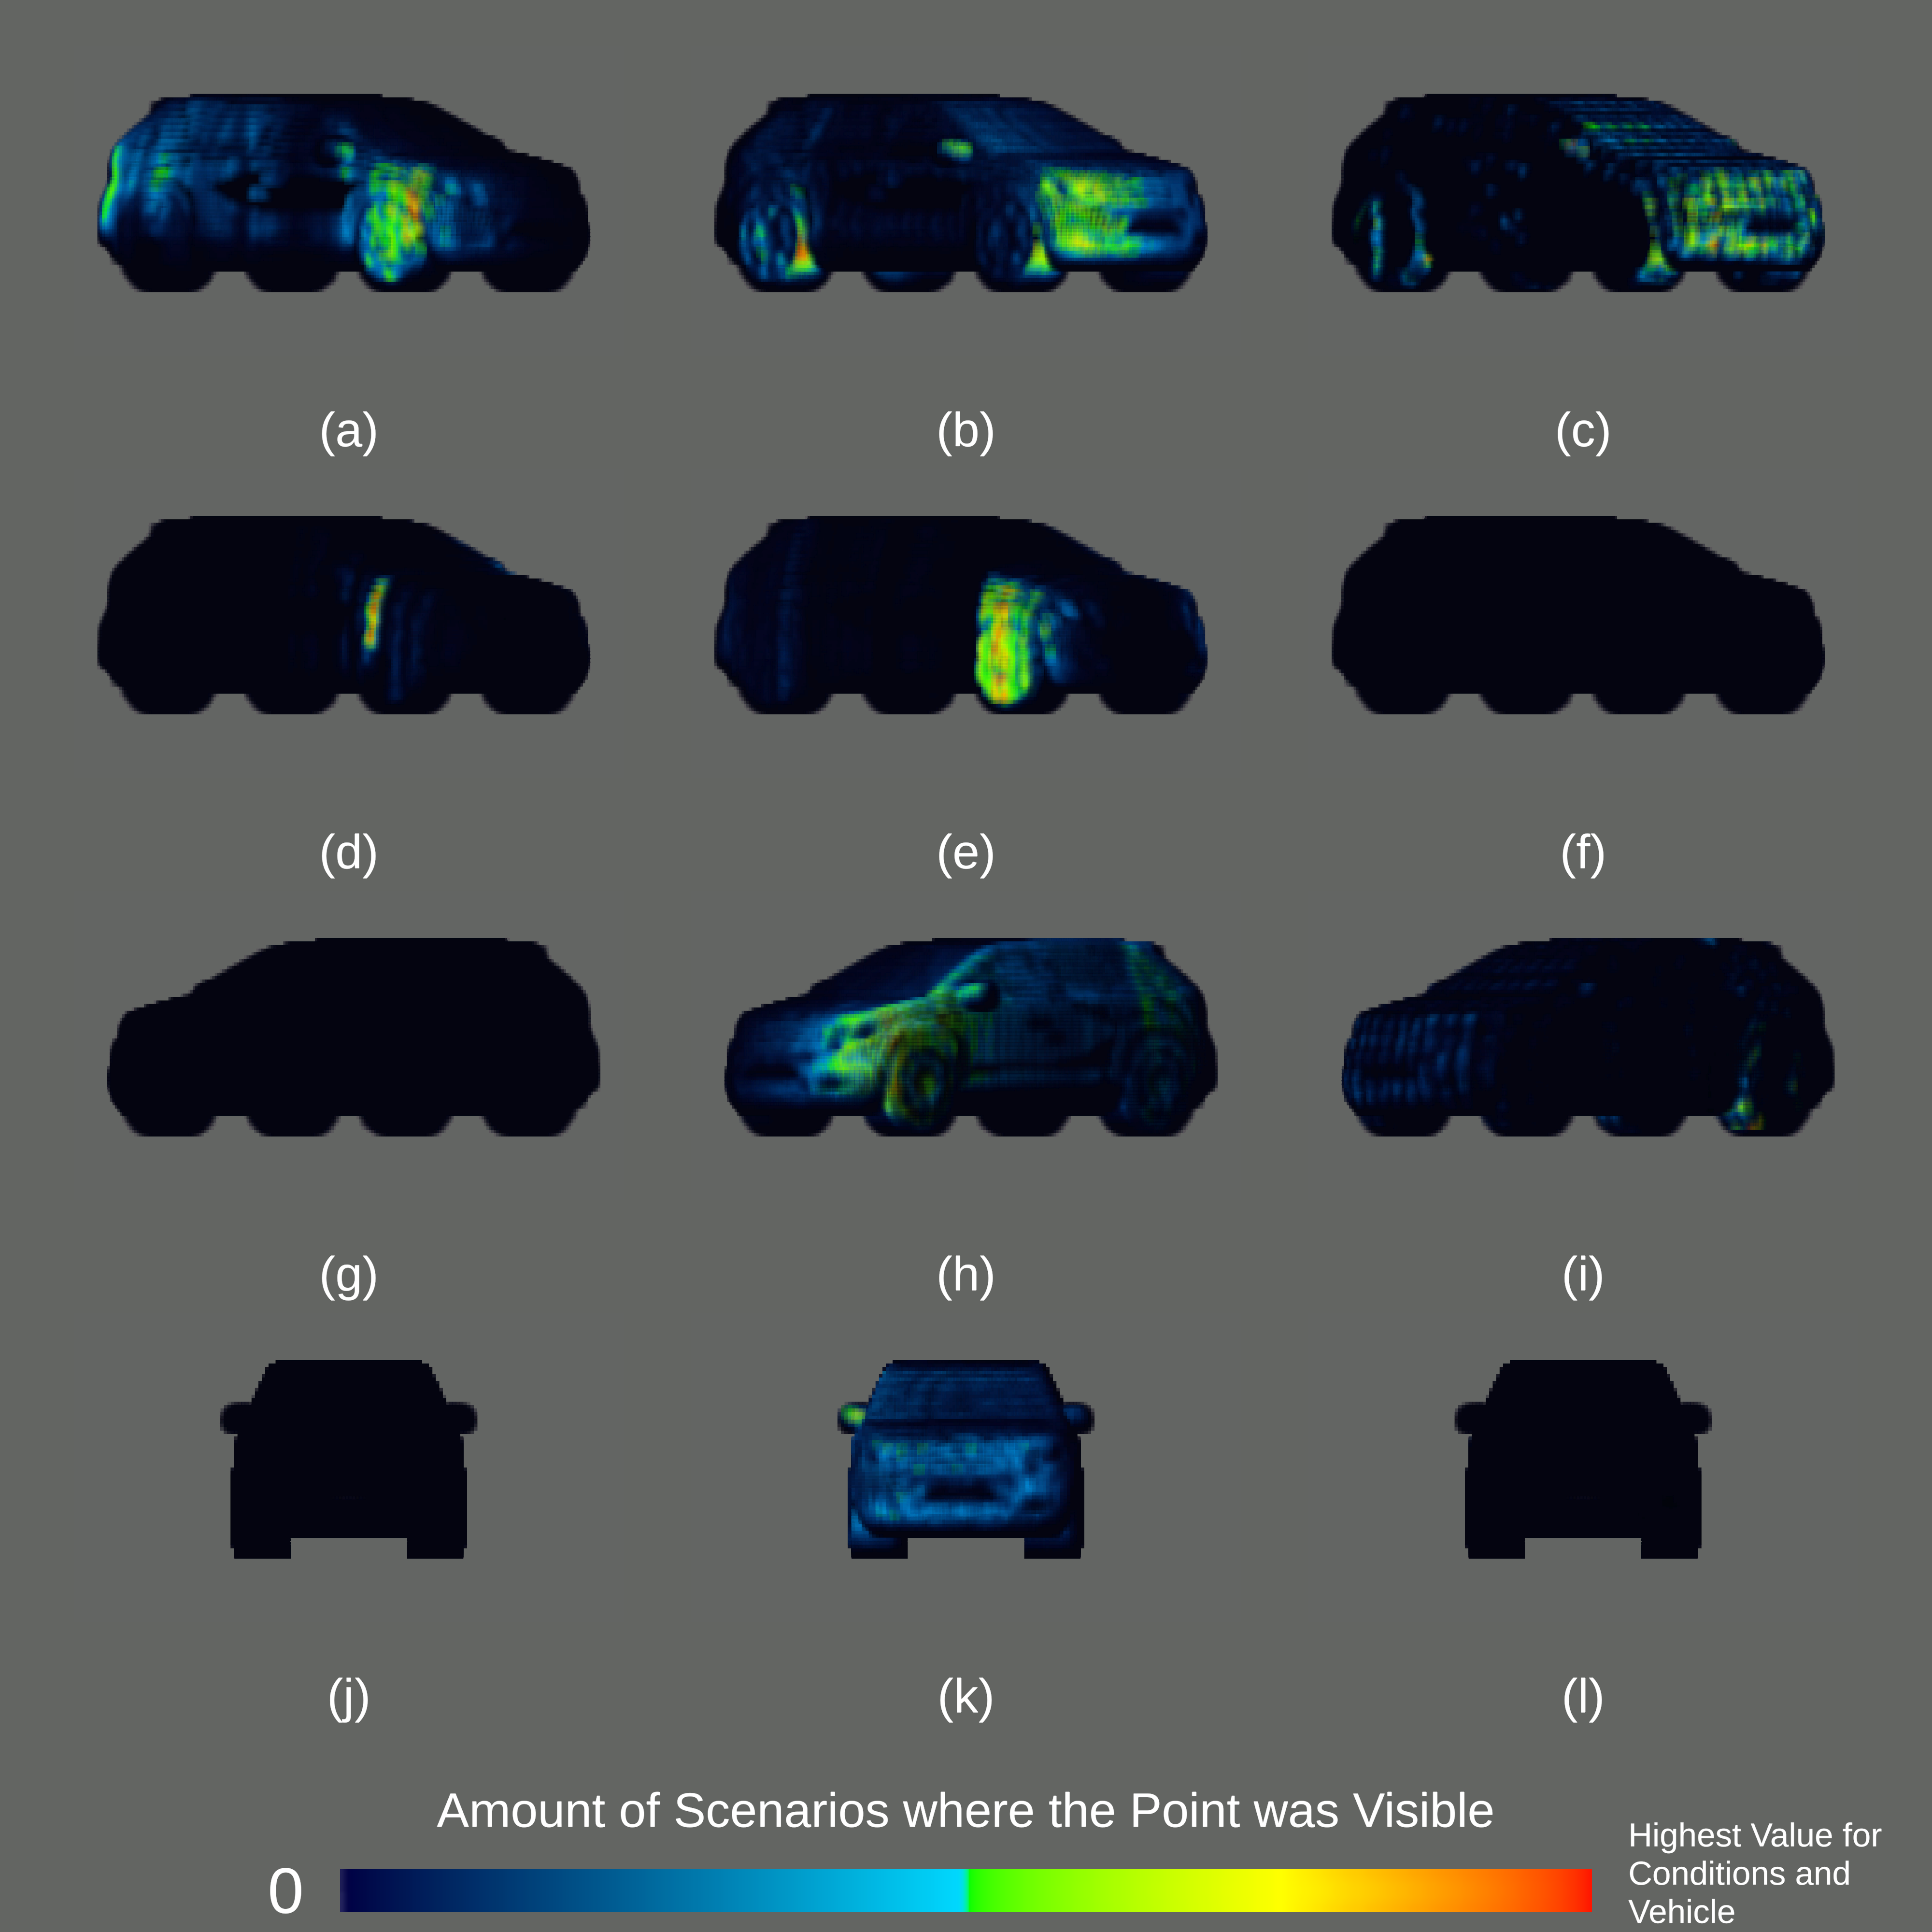 (a)
(b)
(c)
(d)
(e)
(f)
(g)
(h)
(i)
(j)
(k)
(l)
Amount of Scenarios where the Point was Visible
0
Highest Value for
Conditions and
Vehicle